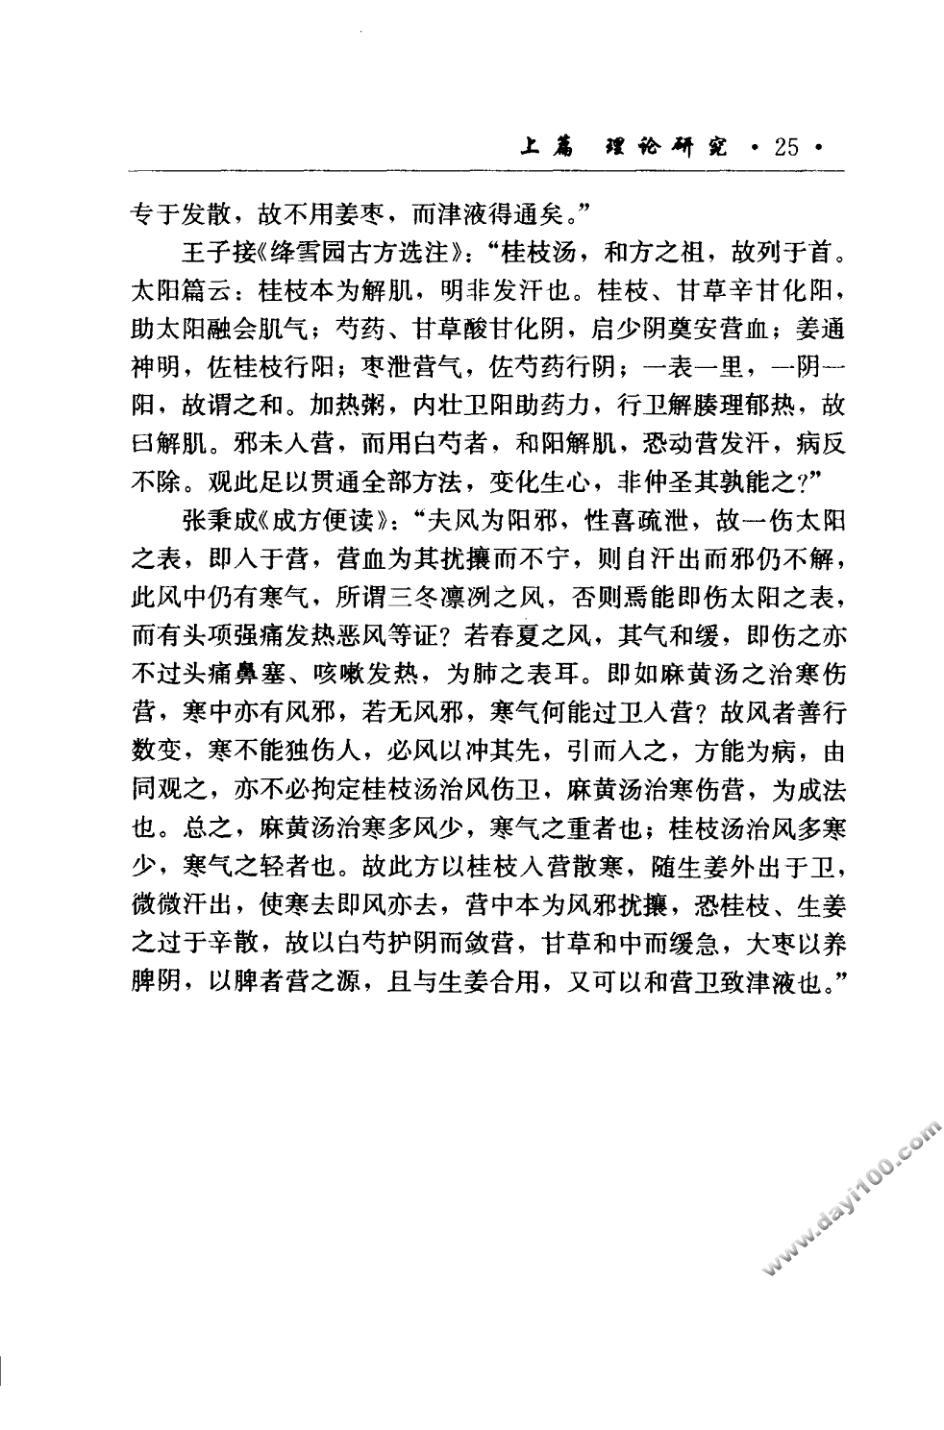 上篇 理论研究 · 25 ·
专于发散，故不用姜枣，而津液得通矣。”
王子接《绛雪园古方选注》：“桂枝汤，和方之祖，故列于首。
太阳篇云：桂枝本为解肌，明非发汗也。桂枝、甘草辛甘化阳，
助太阳融会肌气；芍药、甘草酸甘化阴，启少阴奠安营血；姜通
神明，佐桂枝行阳；枣泄营气，佐芍药行阴；一表一里，一阴一
阳，故谓之和。加热粥，内壮卫阳助药力，行卫解腠理郁热，故
曰解肌。邪未入营，而用白芍者，和阳解肌，恐动营发汗，病反
不除。观此足以贯通全部方法，变化生心，非仲圣其孰能之?”
张秉成《成方便读》：“夫风为阳邪，性喜疏泄，故一伤太阳
之表，即入于营，营血为其扰攘而不宁，则自汗出而邪仍不解，
此风中仍有寒气，所谓三冬凛冽之风，否则焉能即伤太阳之表，
而有头项强痛发热恶风等证？若春夏之风，其气和缓，即伤之亦
不过头痛鼻塞、咳嗽发热，为肺之表耳。即如麻黄汤之治寒伤
营，寒中亦有风邪，若无风邪，寒气何能过卫入营？故风者善行
数变，寒不能独伤人，必风以冲其先，引而入之，方能为病，由
同观之，亦不必拘定桂枝汤治风伤卫，麻黄汤治寒伤营，为成法
也。总之，麻黄汤治寒多风少，寒气之重者也；桂枝汤治风多寒
少，寒气之轻者也。故此方以桂枝入营散寒，随生姜外出于卫，
微微汗出，使寒去即风亦去，营中本为风邪扰攘，恐桂枝、生姜
之过于辛散，故以白芍护阴而敛营，甘草和中而缓急，大枣以养
脾阴，以脾者营之源，且与生姜合用，又可以和营卫致津液也。”
www.dayi100.com